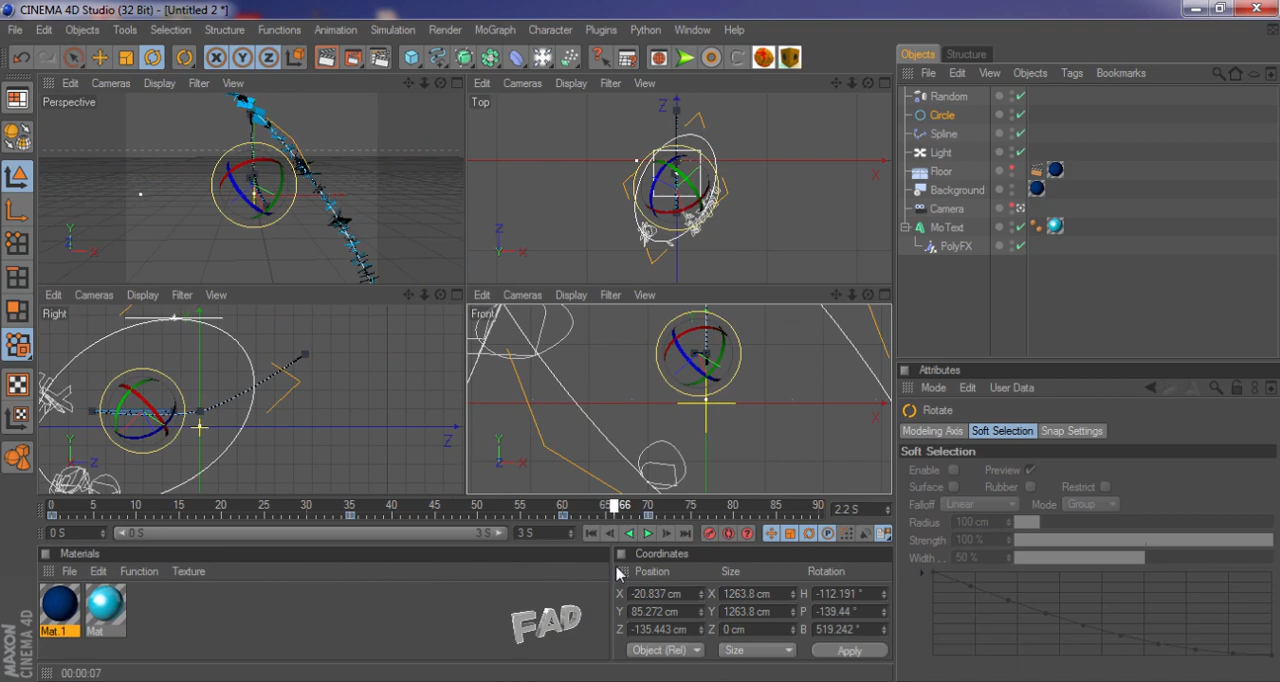 CINEMA 4D Studio (32 Bit) - [Untitled 2 *]
File Edit Objects Tools Selection Structure Functions Animation Simulation Render MoGraph Character Plugins Python Window Help
Edit Cameras Display Filter View
Perspective
Edit Cameras Display Filter View
Top
Edit Cameras Display Filter View
Right
Edit Cameras Display Filter View
Front
0 5 10 15 20 25 30 35 40 45 50 55 60 65 66 70 75 80 85 90 2.2 S
0 S 0 S 3 S 3 S
Materials
File Edit Function Texture
Mat.1 Mat
FAD
Coordinates
Position Size Rotation
X -20.837 cm X 1263.8 cm H -112.191 °
Y 85.272 cm Y 1263.8 cm P -139.44 °
Z -135.443 cm Z 0 cm B 519.242 °
Object (Rel) Size Apply
00:00:07
MAXON CINEMA 4D
Objects Structure
File Edit View Objects Tags Bookmarks
Random
Circle
Spline
Light
Floor
Background
Camera
MoText
PolyFX
Attributes
Mode Edit User Data
Rotate
Modeling Axis Soft Selection Snap Settings
Soft Selection
Enable Preview
Surface Rubber Restrict
Falloff Linear Mode Group
Radius 100 cm
Strength 100 %
Width 50 %